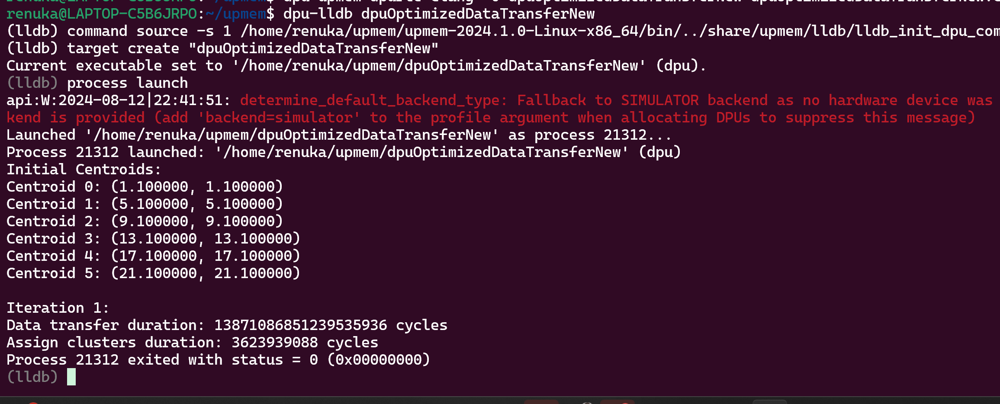 renuka@LAPTOP-C5B6JRPO:~/upmem$ dpu-lldb dpuOptimizedDataTransferNew
(lldb) command source -s 1 /home/renuka/upmem/upmem-2024.1.0-Linux-x86_64/bin/../share/upmem/lldb/lldb_init_dpu_com
(lldb) target create "dpuOptimizedDataTransferNew"
Current executable set to '/home/renuka/upmem/dpuOptimizedDataTransferNew' (dpu).
(lldb) process launch
api:W:2024-08-12|22:41:51: determine_default_backend_type: Fallback to SIMULATOR backend as no hardware device was
kend is provided (add 'backend=simulator' to the profile argument when allocating DPUs to suppress this message)
Launched '/home/renuka/upmem/dpuOptimizedDataTransferNew' as process 21312...
Process 21312 launched: '/home/renuka/upmem/dpuOptimizedDataTransferNew' (dpu)
Initial Centroids:
Centroid 0: (1.100000, 1.100000)
Centroid 1: (5.100000, 5.100000)
Centroid 2: (9.100000, 9.100000)
Centroid 3: (13.100000, 13.100000)
Centroid 4: (17.100000, 17.100000)
Centroid 5: (21.100000, 21.100000)
Iteration 1:
Data transfer duration: 13871086851239535936 cycles
Assign clusters duration: 3623939088 cycles
Process 21312 exited with status = 0 (0x00000000)
(lldb)